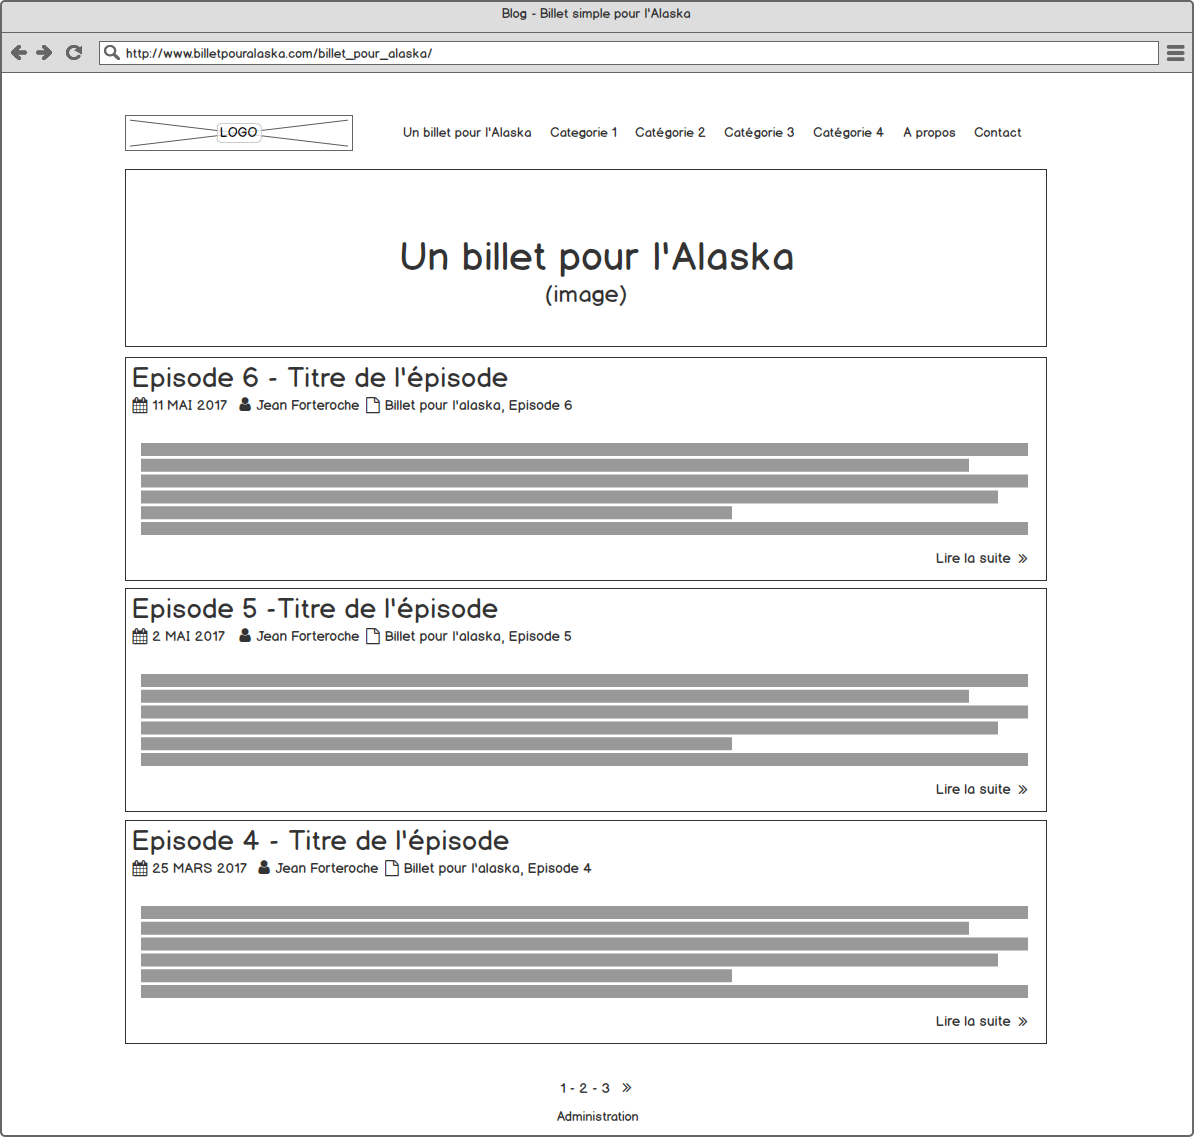 Blog - Billet simple pour l'Alaska
http://www.billetpouralaska.com/billet_pour_alaska/
LOGO Un billet pour l'Alaska Categorie 1 Catégorie 2 Catégorie 3 Catégorie 4 A propos Contact
Un billet pour l'Alaska
(image)
Episode 6 - Titre de l'épisode
11 MAI 2017 Jean Forteroche Billet pour l'alaska, Episode 6
Lire la suite »
Episode 5 -Titre de l'épisode
2 MAI 2017 Jean Forteroche Billet pour l'alaska, Episode 5
Lire la suite »
Episode 4 - Titre de l'épisode
25 MARS 2017 Jean Forteroche Billet pour l'alaska, Episode 4
Lire la suite »
1 - 2 - 3 »
Administration